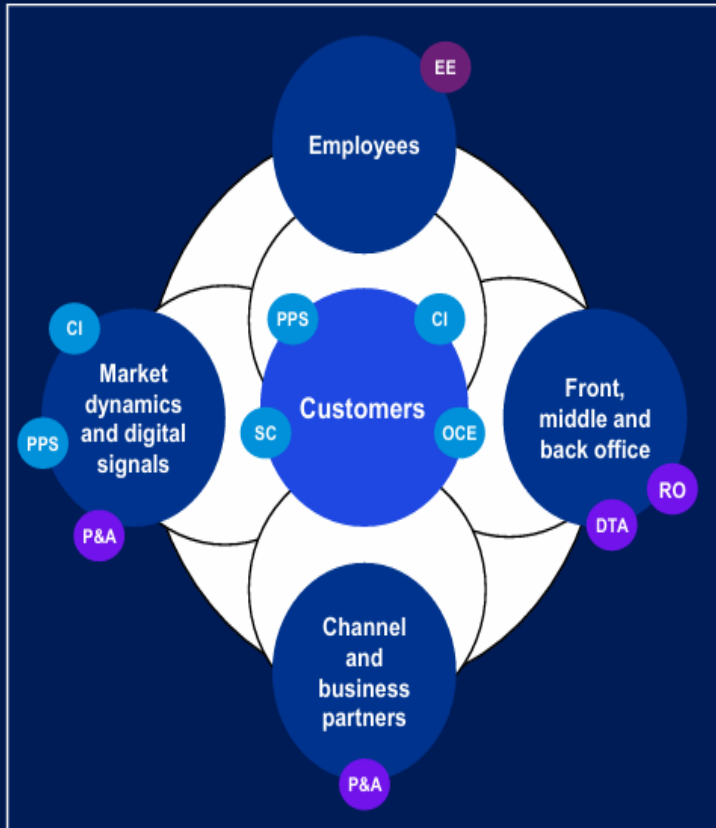 EE
Employees
PPS
CI
CI
Market
dynamics
and digital
signals
PPS
P&A
Customers
SC
OCE
Front,
middle and
back office
RO
DTA
Channel
and
business
partners
P&A